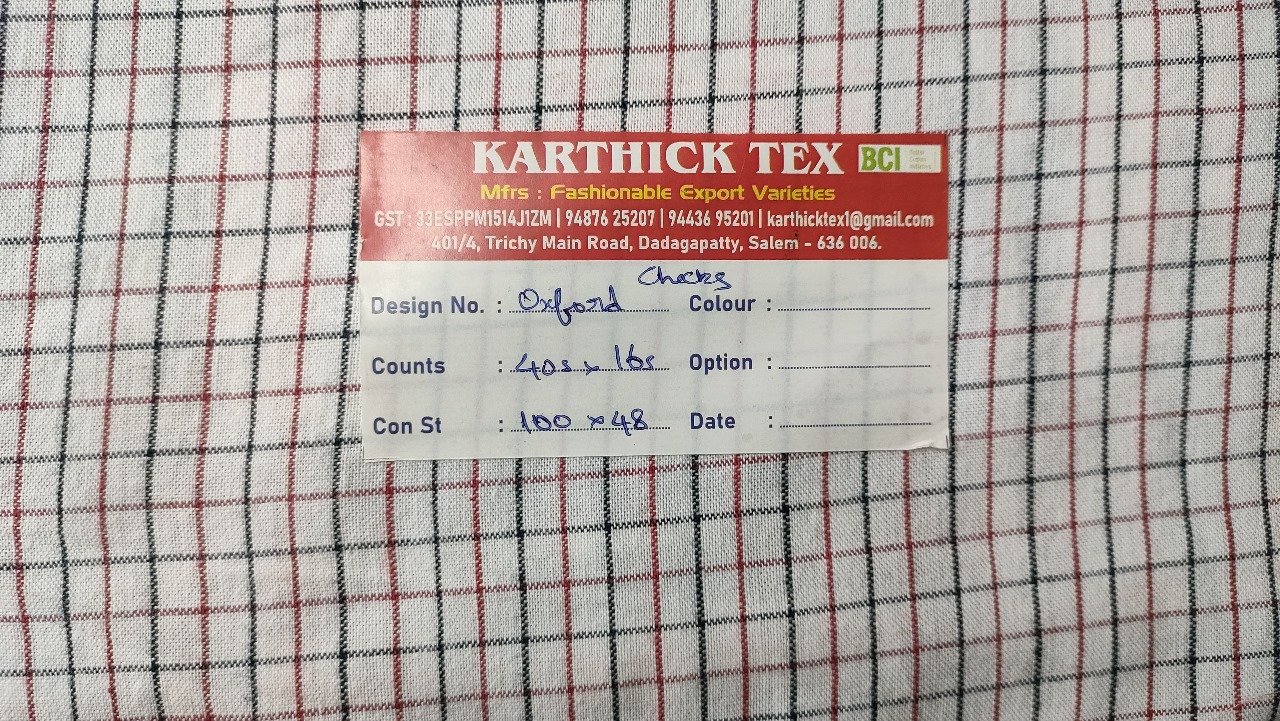 KARTHICK TEX BCI
Mfrs : Fashionable Export Varieties
GST : 33ESPPM1514J1ZM | 94876 25207 | 94436 95201 | karthicktex1@gmail.com
401/4, Trichy Main Road, Dadagapatty, Salem - 636 006.
Checks
Design No. : Oxford Colour :
Counts : 40s x 16s Option :
Con St : 100 x 48 Date :